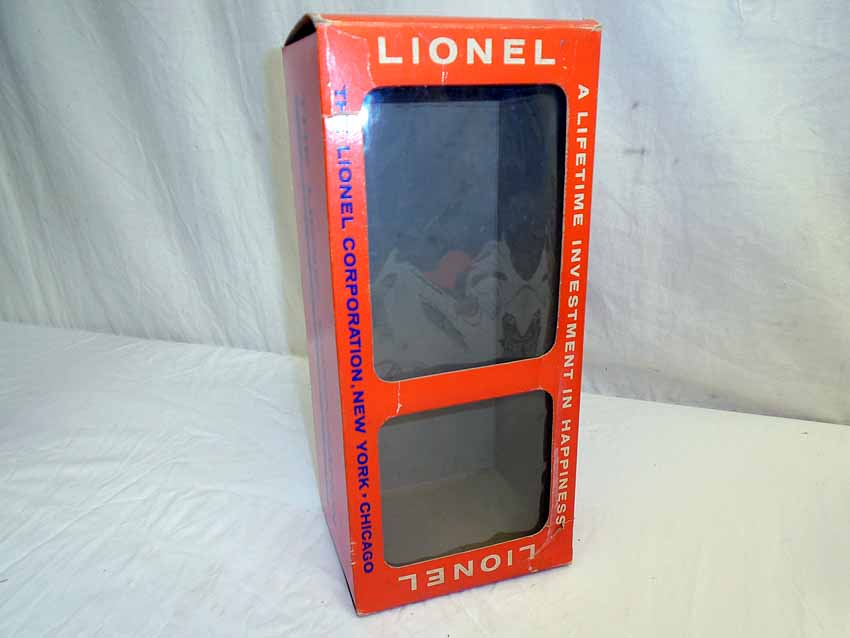 LIONEL
THE LIONEL CORPORATION, NEW YORK • CHICAGO
A LIFETIME INVESTMENT IN HAPPINESS
LIONEL